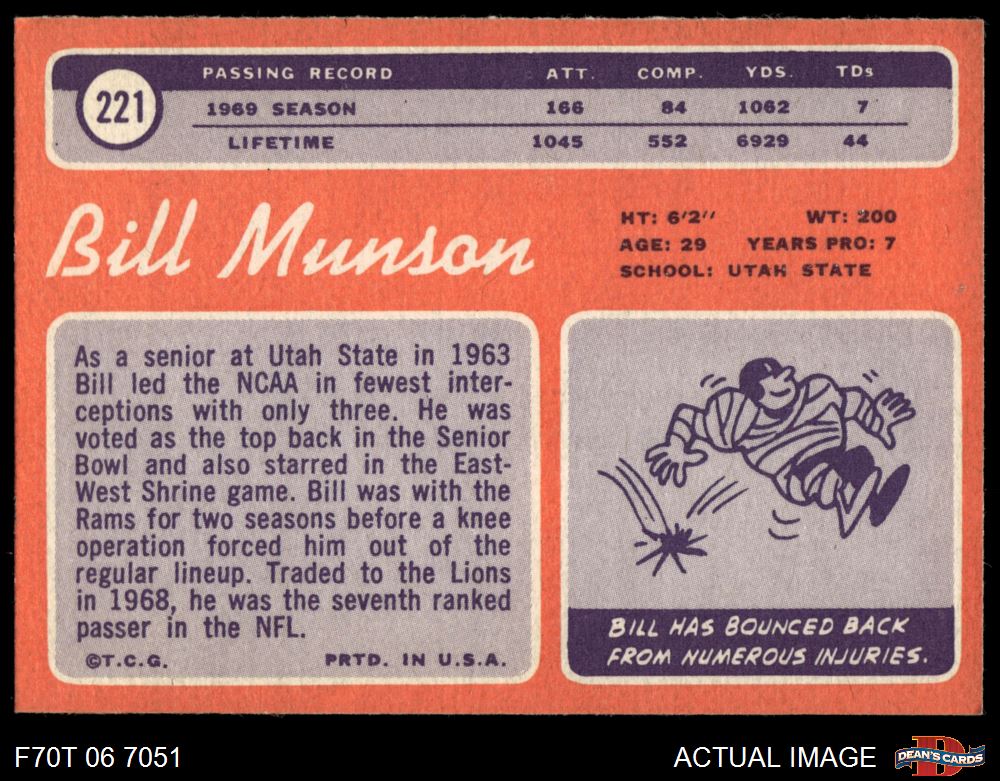 221
PASSING RECORD ATT. COMP. YDS. TDs
1969 SEASON 166 84 1062 7
LIFETIME 1045 552 6929 44
Bill Munson
HT: 6'2'' WT: 200
AGE: 29 YEARS PRO: 7
SCHOOL: UTAH STATE
As a senior at Utah State in 1963
Bill led the NCAA in fewest inter-
ceptions with only three. He was
voted as the top back in the Senior
Bowl and also starred in the East-
West Shrine game. Bill was with the
Rams for two seasons before a knee
operation forced him out of the
regular lineup. Traded to the Lions
in 1968, he was the seventh ranked
passer in the NFL.
©T.C.G. PRTD. IN U.S.A.
BILL HAS BOUNCED BACK
FROM NUMEROUS INJURIES.
F70T 06 7051
ACTUAL IMAGE
D
DEAN'S CARDS